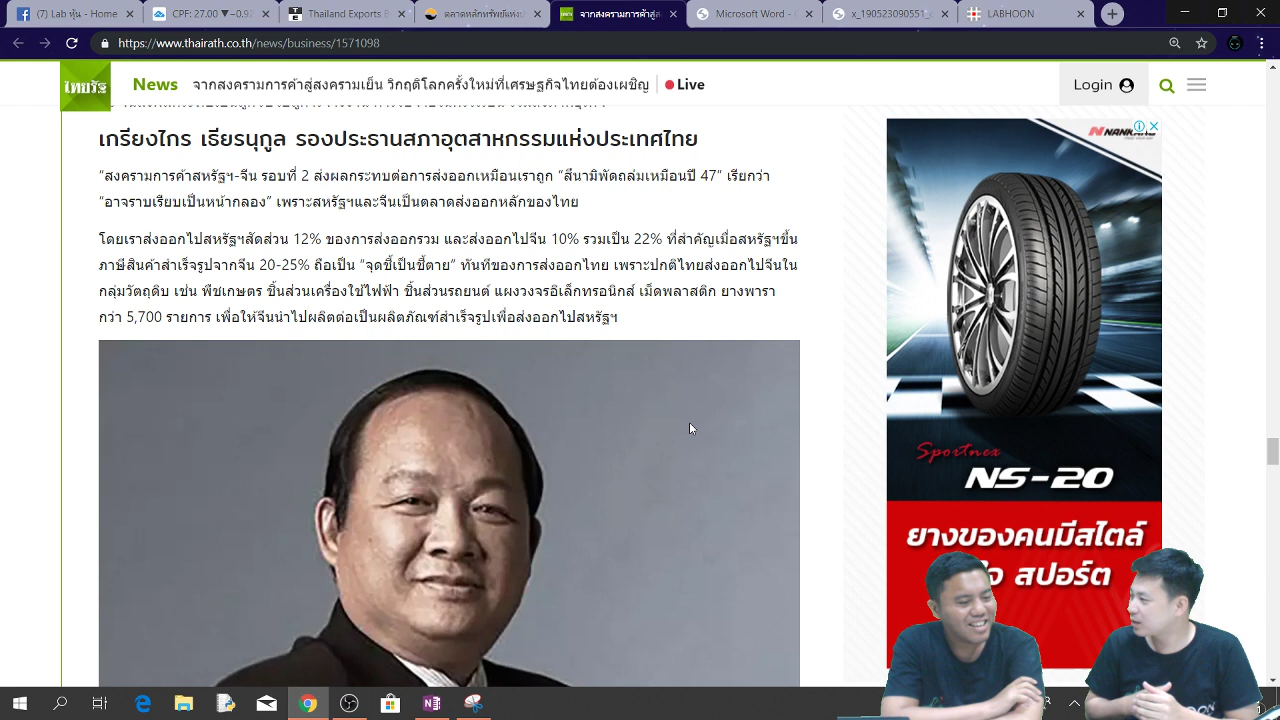 CPF: 27.00 ▼ -0.9
Thailand Exports B
ตลาดหลักทรัพย์แห่ง
จากสงครามการค้าสู่ส
Microsoft Word -
LABHOON
https://www.thairath.co.th/news/business/1571098
ไทยรัฐ
News
จากสงครามการค้าสู่สงครามเย็น วิกฤติโลกครั้งใหม่ที่เศรษฐกิจไทยต้องเผชิญ
Live
Login
เกรียงไกร เธียรนุกูล รองประธานสภาอุตสาหกรรมแห่งประเทศไทย
“สงครามการค้าสหรัฐฯ-จีน รอบที่ 2 ส่งผลกระทบต่อการส่งออกเหมือนเราถูก “สึนามิพัดถล่มเหมือนปี 47” เรียกว่า
“อาจราบเรียบเป็นหน้ากลอง” เพราะสหรัฐฯและจีนเป็นตลาดส่งออกหลักของไทย
โดยเราส่งออกไปสหรัฐฯสัดส่วน 12% ของการส่งออกรวม และส่งออกไปจีน 10% รวมเป็น 22% ที่สำคัญเมื่อสหรัฐฯขึ้น
ภาษีสินค้าสำเร็จรูปจากจีน 20-25% ถือเป็น “จุดชี้เป็นชี้ตาย” ทันทีของการส่งออกไทย เพราะปกติไทยส่งออกไปจีนใน
กลุ่มวัตถุดิบ เช่น พืชเกษตร ชิ้นส่วนเครื่องใช้ไฟฟ้า ชิ้นส่วนรถยนต์ แผงวงจรอิเล็กทรอนิกส์ เม็ดพลาสติก ยางพารา
กว่า 5,700 รายการ เพื่อให้จีนนำไปผลิตต่อเป็นผลิตภัณฑ์สำเร็จรูปเพื่อส่งออกไปสหรัฐฯ
Sportnex
NS-20
ยางของคนมีสไตล์
สปอร์ต